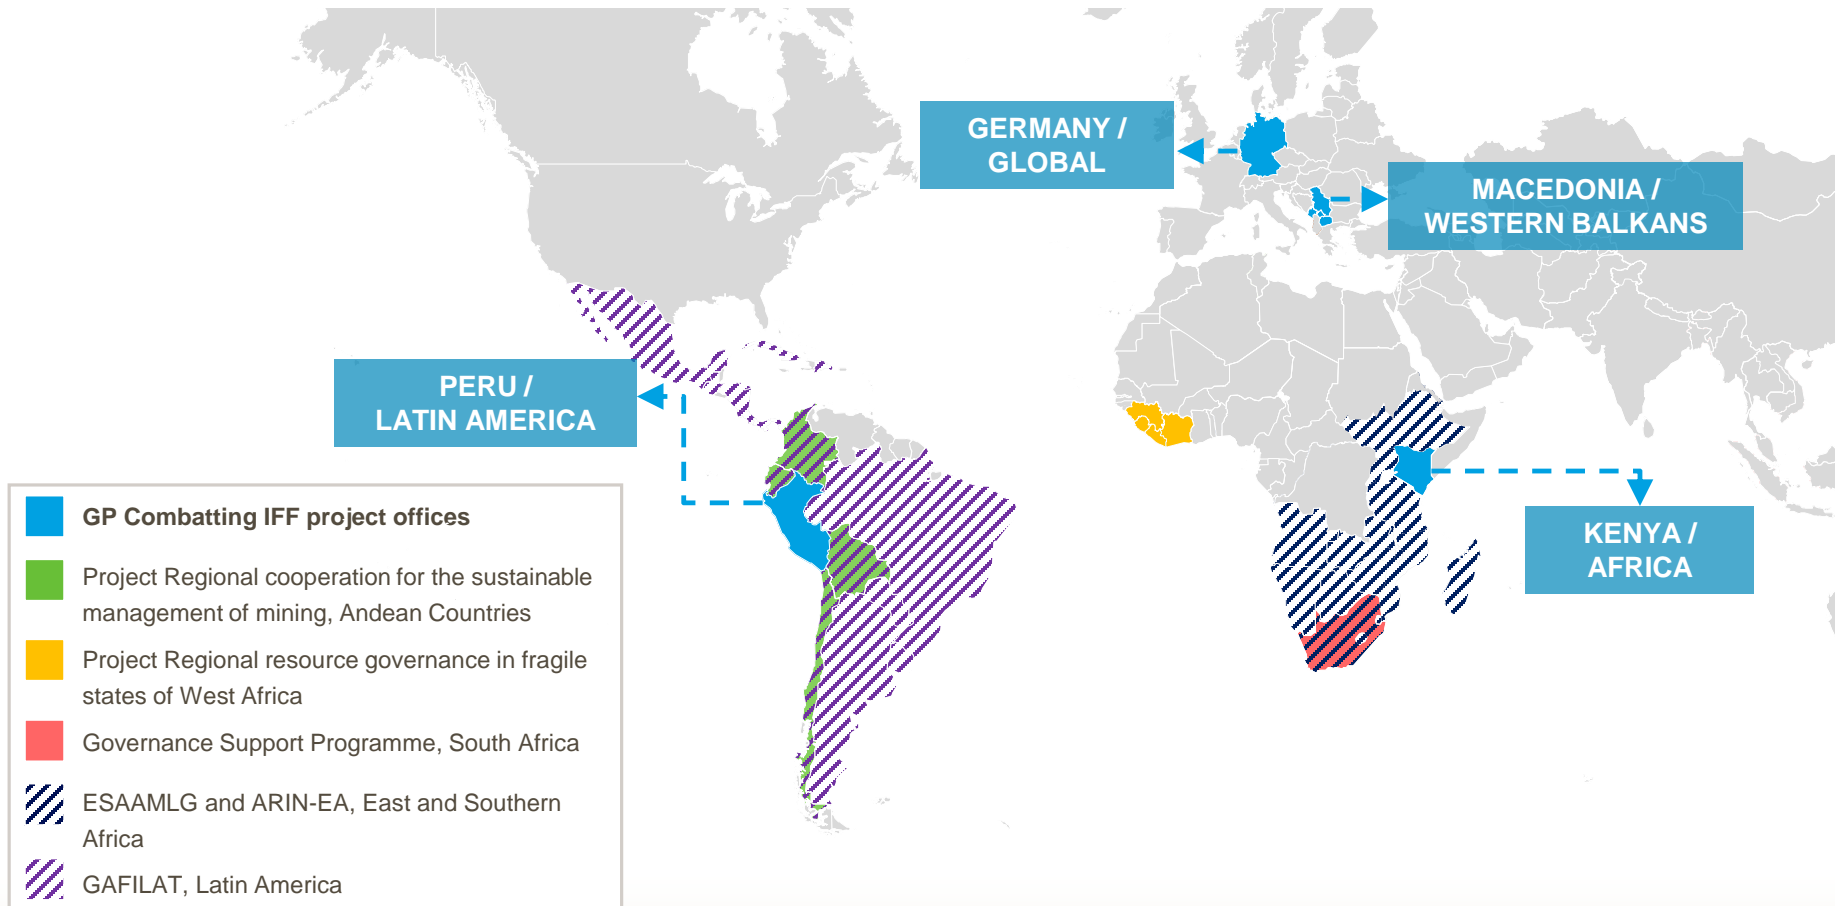 GERMANY /
GLOBAL
MACEDONIA /
WESTERN BALKANS
PERU /
LATIN AMERICA
KENYA /
AFRICA
GP Combatting IFF project offices
Project Regional cooperation for the sustainable
management of mining, Andean Countries
Project Regional resource governance in fragile
states of West Africa
Governance Support Programme, South Africa
ESAAMLG and ARIN-EA, East and Southern
Africa
GAFILAT, Latin America